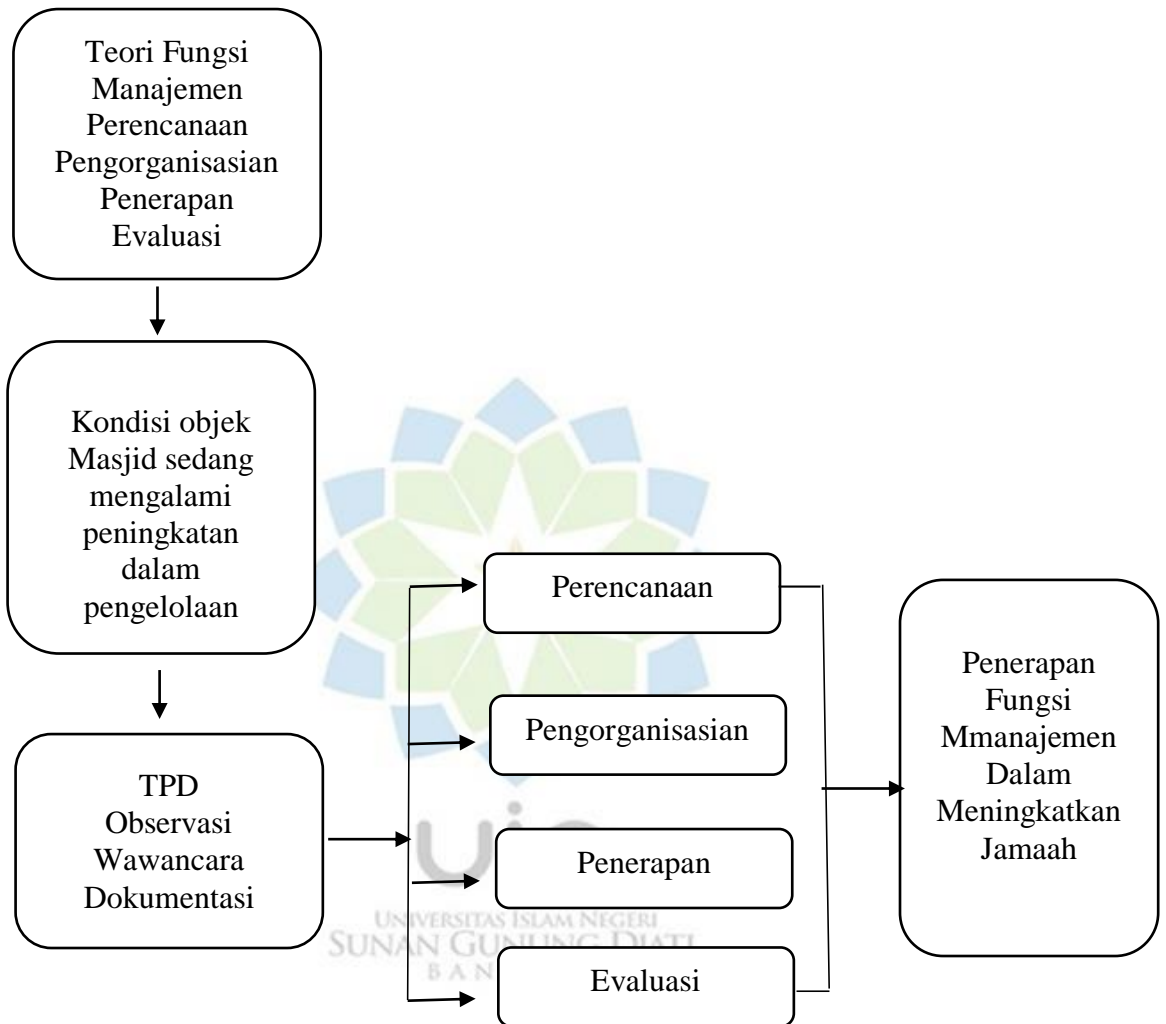 Teori Fungsi
Manajemen
Perencanaan
Pengorganisasian
Penerapan
Evaluasi
Kondisi objek
Masjid sedang
mengalami
peningkatan
dalam
pengelolaan
TPD
Observasi
Wawancara
Dokumentasi
Perencanaan
Pengorganisasian
Penerapan
Evaluasi
Penerapan
Fungsi
Mmanajemen
Dalam
Meningkatkan
Jamaah
UNIVERSITAS ISLAM NEGERI
SUNAN GUNUNG DJATI